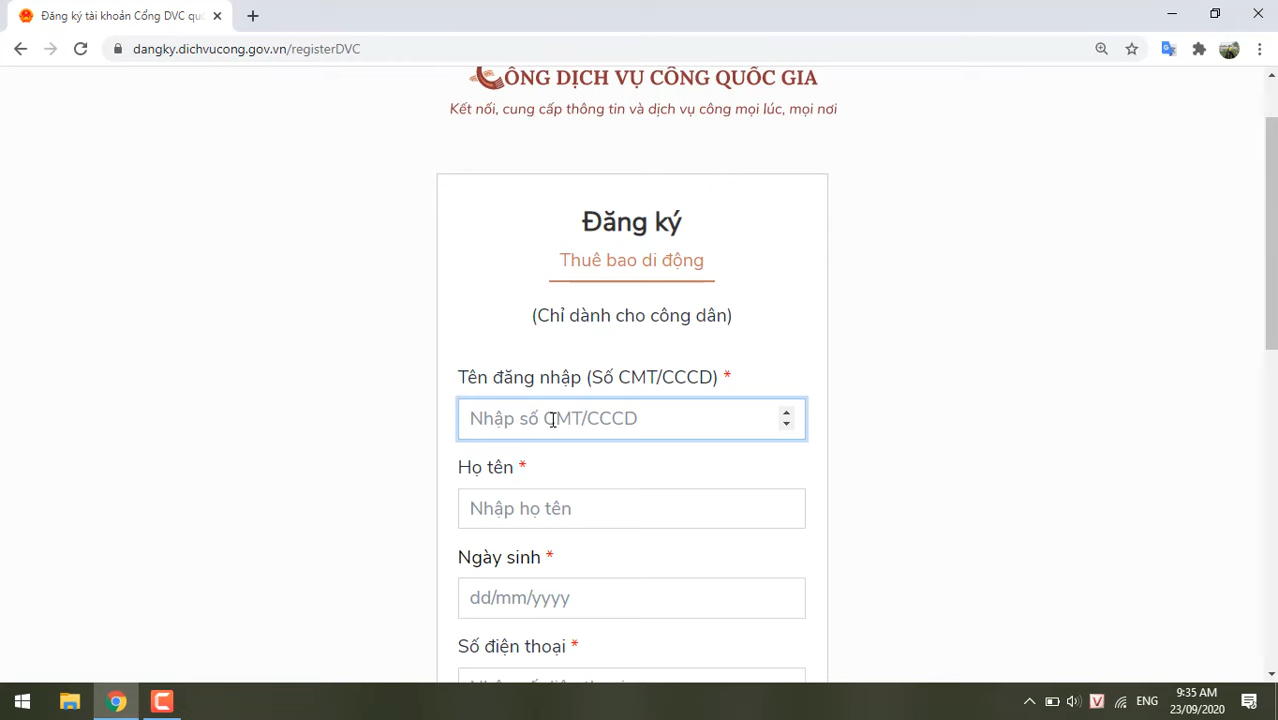 Đăng ký tài khoản Cổng DVC quố
dangky.dichvucong.gov.vn/registerDVC
ỔNG DỊCH VỤ CÔNG QUỐC GIA
Kết nối, cung cấp thông tin và dịch vụ công mọi lúc, mọi nơi
Đăng ký
Thuê bao di động
(Chỉ dành cho công dân)
Tên đăng nhập (Số CMT/CCCD) *
Nhập số CMT/CCCD
Họ tên *
Nhập họ tên
Ngày sinh *
dd/mm/yyyy
Số điện thoại *
ENG
9:35 AM
23/09/2020